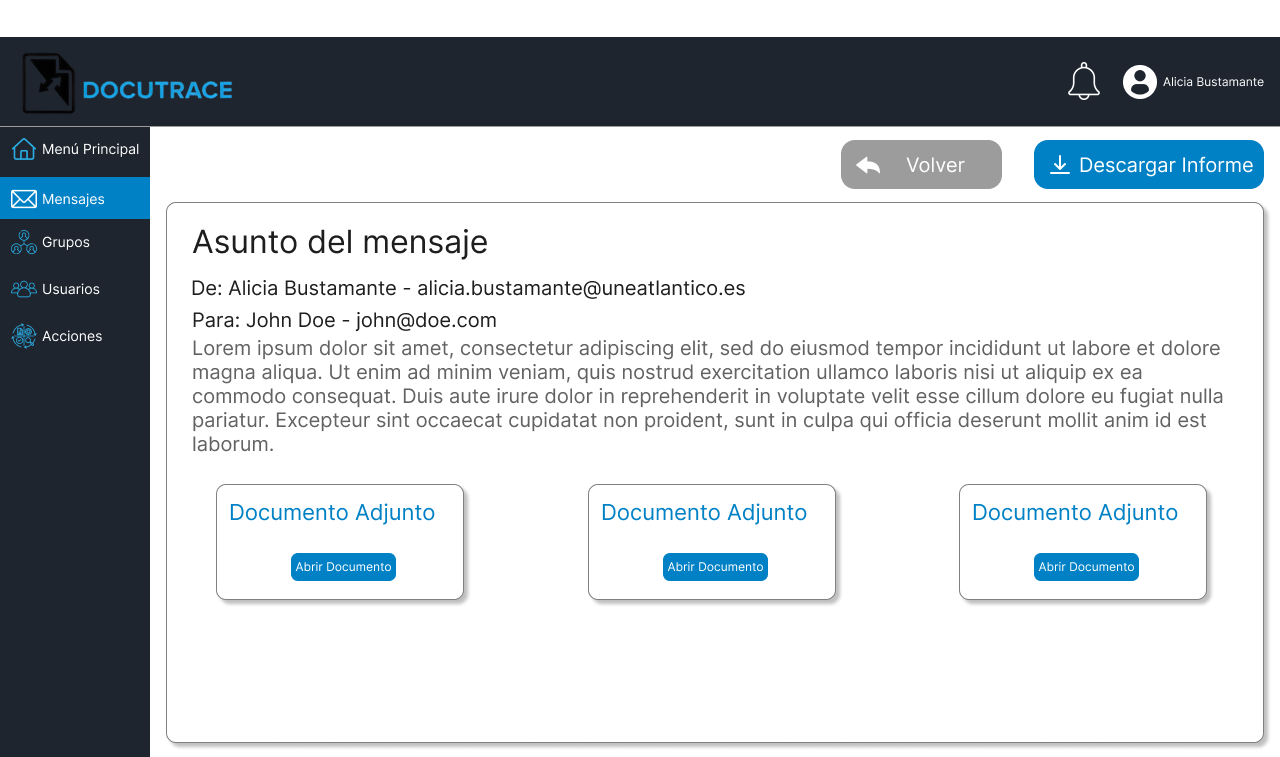 DOCUTRACE
Alicia Bustamante
Menú Principal
Mensajes
Grupos
Usuarios
Acciones
Volver
Descargar Informe
Asunto del mensaje
De: Alicia Bustamante - alicia.bustamante@uneatlantico.es
Para: John Doe - john@doe.com
Lorem ipsum dolor sit amet, consectetur adipiscing elit, sed do eiusmod tempor incididunt ut labore et dolore
magna aliqua. Ut enim ad minim veniam, quis nostrud exercitation ullamco laboris nisi ut aliquip ex ea
commodo consequat. Duis aute irure dolor in reprehenderit in voluptate velit esse cillum dolore eu fugiat nulla
pariatur. Excepteur sint occaecat cupidatat non proident, sunt in culpa qui officia deserunt mollit anim id est
laborum.
Documento Adjunto
Abrir Documento
Documento Adjunto
Abrir Documento
Documento Adjunto
Abrir Documento